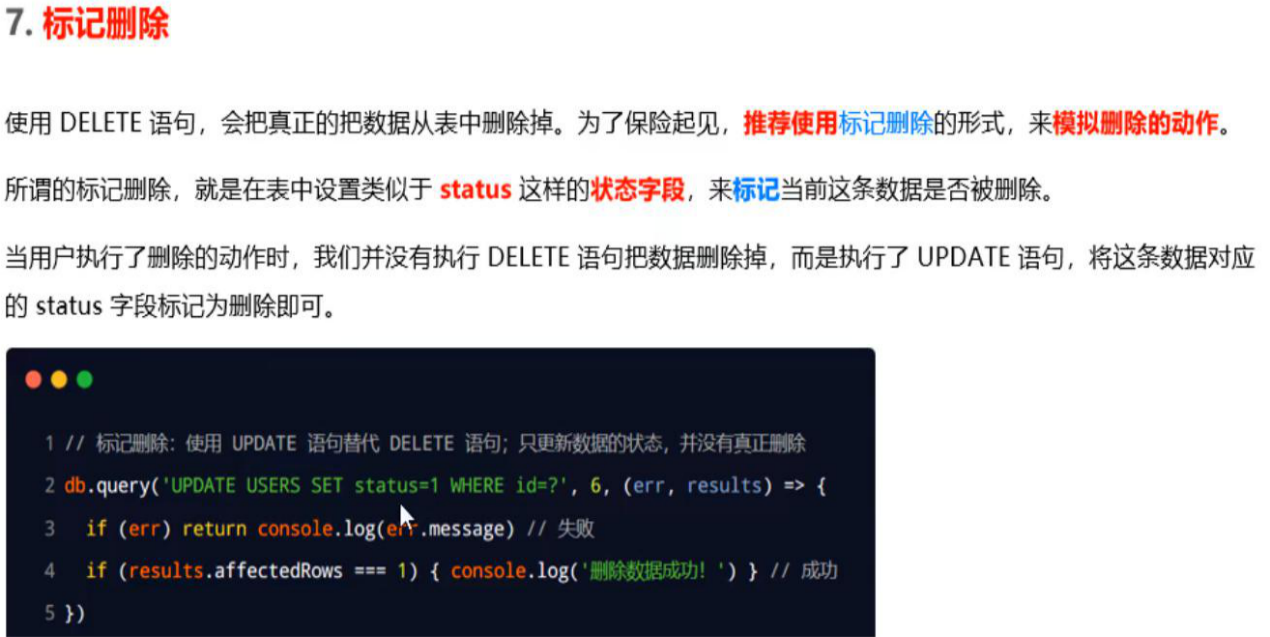 7. 标记删除
使用 DELETE 语句，会把真正的把数据从表中删除掉。为了保险起见，推荐使用标记删除的形式，来模拟删除的动作。
所谓的标记删除，就是在表中设置类似于 status 这样的状态字段，来标记当前这条数据是否被删除。
当用户执行了删除的动作时，我们并没有执行 DELETE 语句把数据删除掉，而是执行了 UPDATE 语句，将这条数据对应
的 status 字段标记为删除即可。
1 // 标记删除：使用 UPDATE 语句替代 DELETE 语句；只更新数据的状态，并没有真正删除
2 db.query('UPDATE USERS SET status=1 WHERE id=?', 6, (err, results) => {
3   if (err) return console.log(err.message) // 失败
4   if (results.affectedRows === 1) { console.log('删除数据成功！') } // 成功
5 })